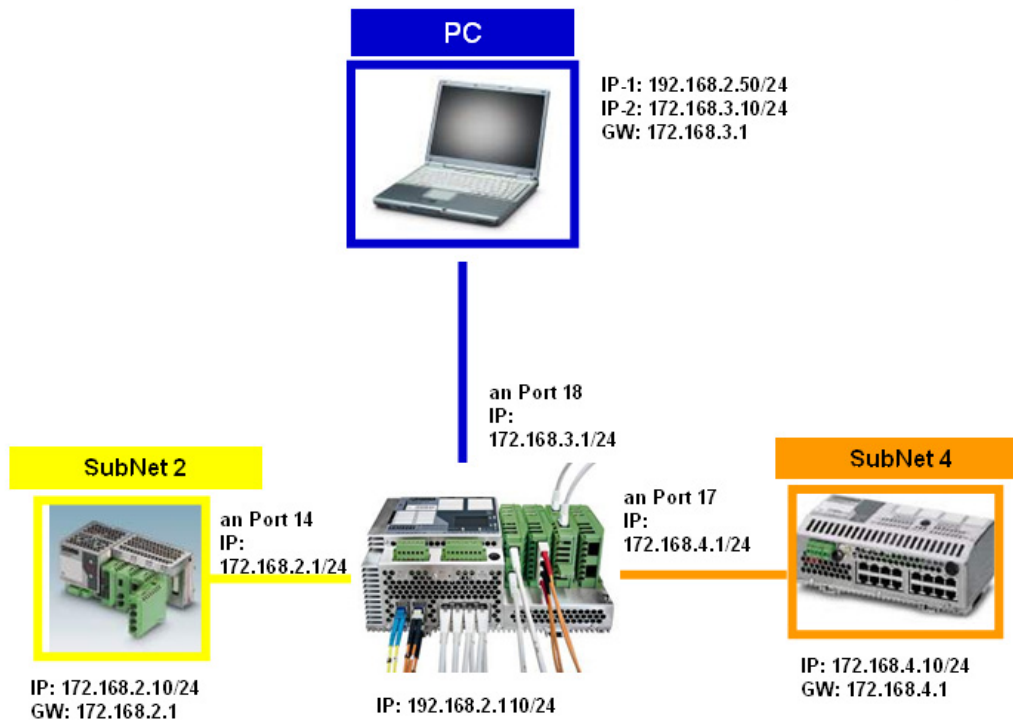 PC
IP-1: 192.168.2.50/24
IP-2: 172.168.3.10/24
GW: 172.168.3.1
an Port 18
IP:
172.168.3.1/24
SubNet 2
SubNet 4
an Port 14
IP:
172.168.2.1/24
an Port 17
IP:
172.168.4.1/24
IP: 172.168.2.10/24
GW: 172.168.2.1
IP: 192.168.2.110/24
IP: 172.168.4.10/24
GW: 172.168.4.1